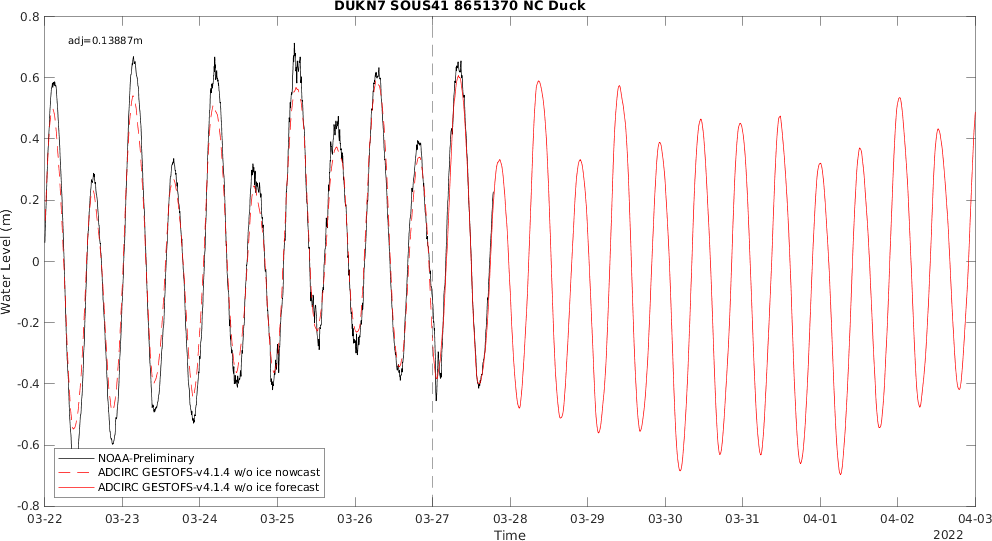 DUKN7 SOUS41 8651370 NC Duck
adj=0.13887m
0.8
0.6
0.4
0.2
0
-0.2
-0.4
-0.6
-0.8
Water Level (m)
NOAA-Preliminary
ADCIRC GESTOFS-v4.1.4 w/o ice nowcast
ADCIRC GESTOFS-v4.1.4 w/o ice forecast
03-22 03-23 03-24 03-25 03-26 03-27 03-28 03-29 03-30 03-31 04-01 04-02 04-03
Time
2022